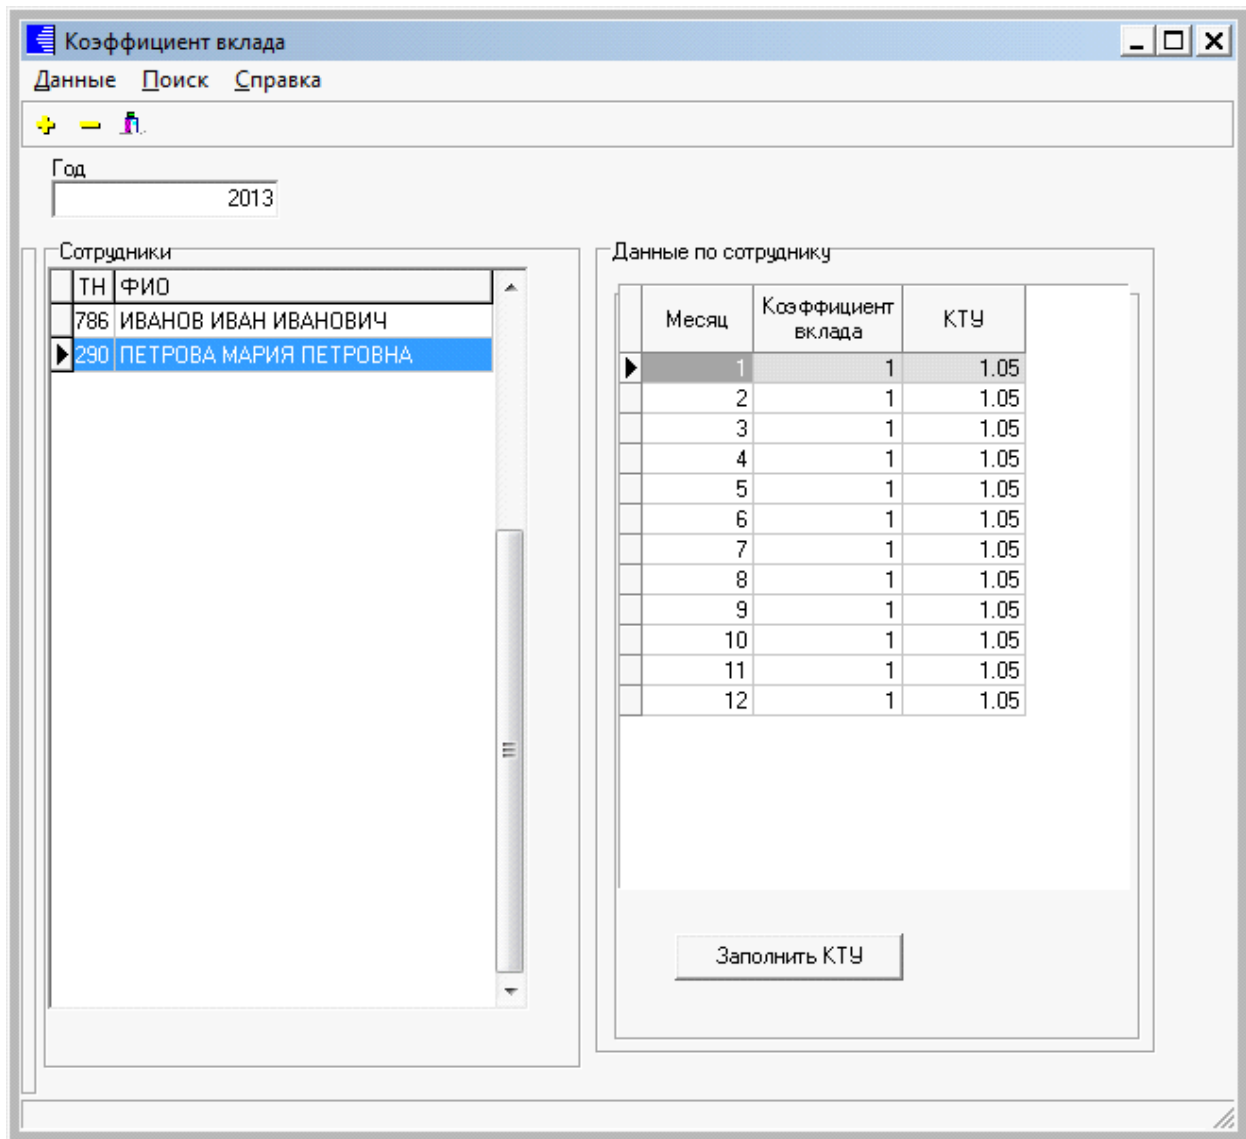 Коэффициент вклада
Данные Поиск Справка
Год
2013
Сотрудники
ТН ФИО
786 ИВАНОВ ИВАН ИВАНОВИЧ
290 ПЕТРОВА МАРИЯ ПЕТРОВНА
Данные по сотруднику
Месяц Коэффициент вклада КТУ
1 1 1.05
2 1 1.05
3 1 1.05
4 1 1.05
5 1 1.05
6 1 1.05
7 1 1.05
8 1 1.05
9 1 1.05
10 1 1.05
11 1 1.05
12 1 1.05
Заполнить КТУ